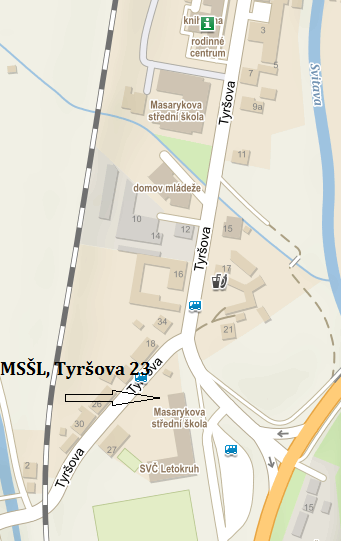 knihovna
rodinné
centrum
3
7
5
Svitava
9a
Masarykova
střední škola
Tyršova
11
domov mládeže
10
14
12
15
Tyršova
16
17
34
21
18
MSŠL, Tyršova 23
Tyršova
26
Masarykova
střední škola
30
27
2
SVČ Letokruh
Tyršova
15